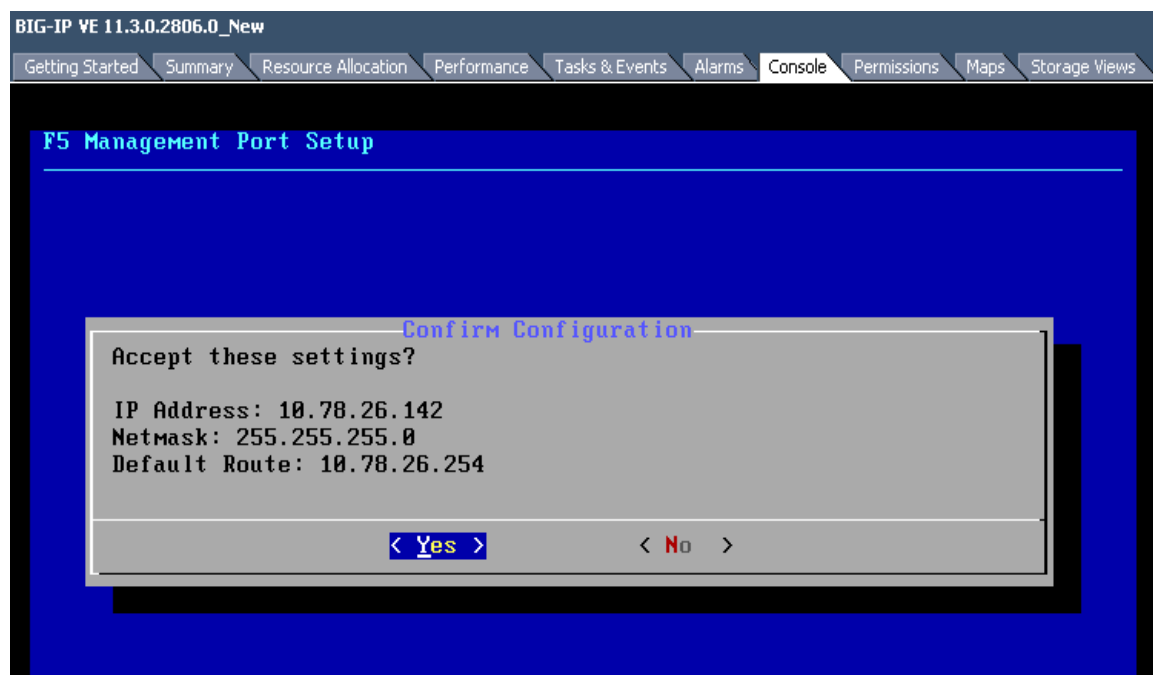 BIG-IP VE 11.3.0.2806.0_New
Getting Started Summary Resource Allocation Performance Tasks & Events Alarms Console Permissions Maps Storage Views
F5 Management Port Setup
Confirm Configuration
Accept these settings?
IP Address: 10.78.26.142
Netmask: 255.255.255.0
Default Route: 10.78.26.254
< Yes > < No >